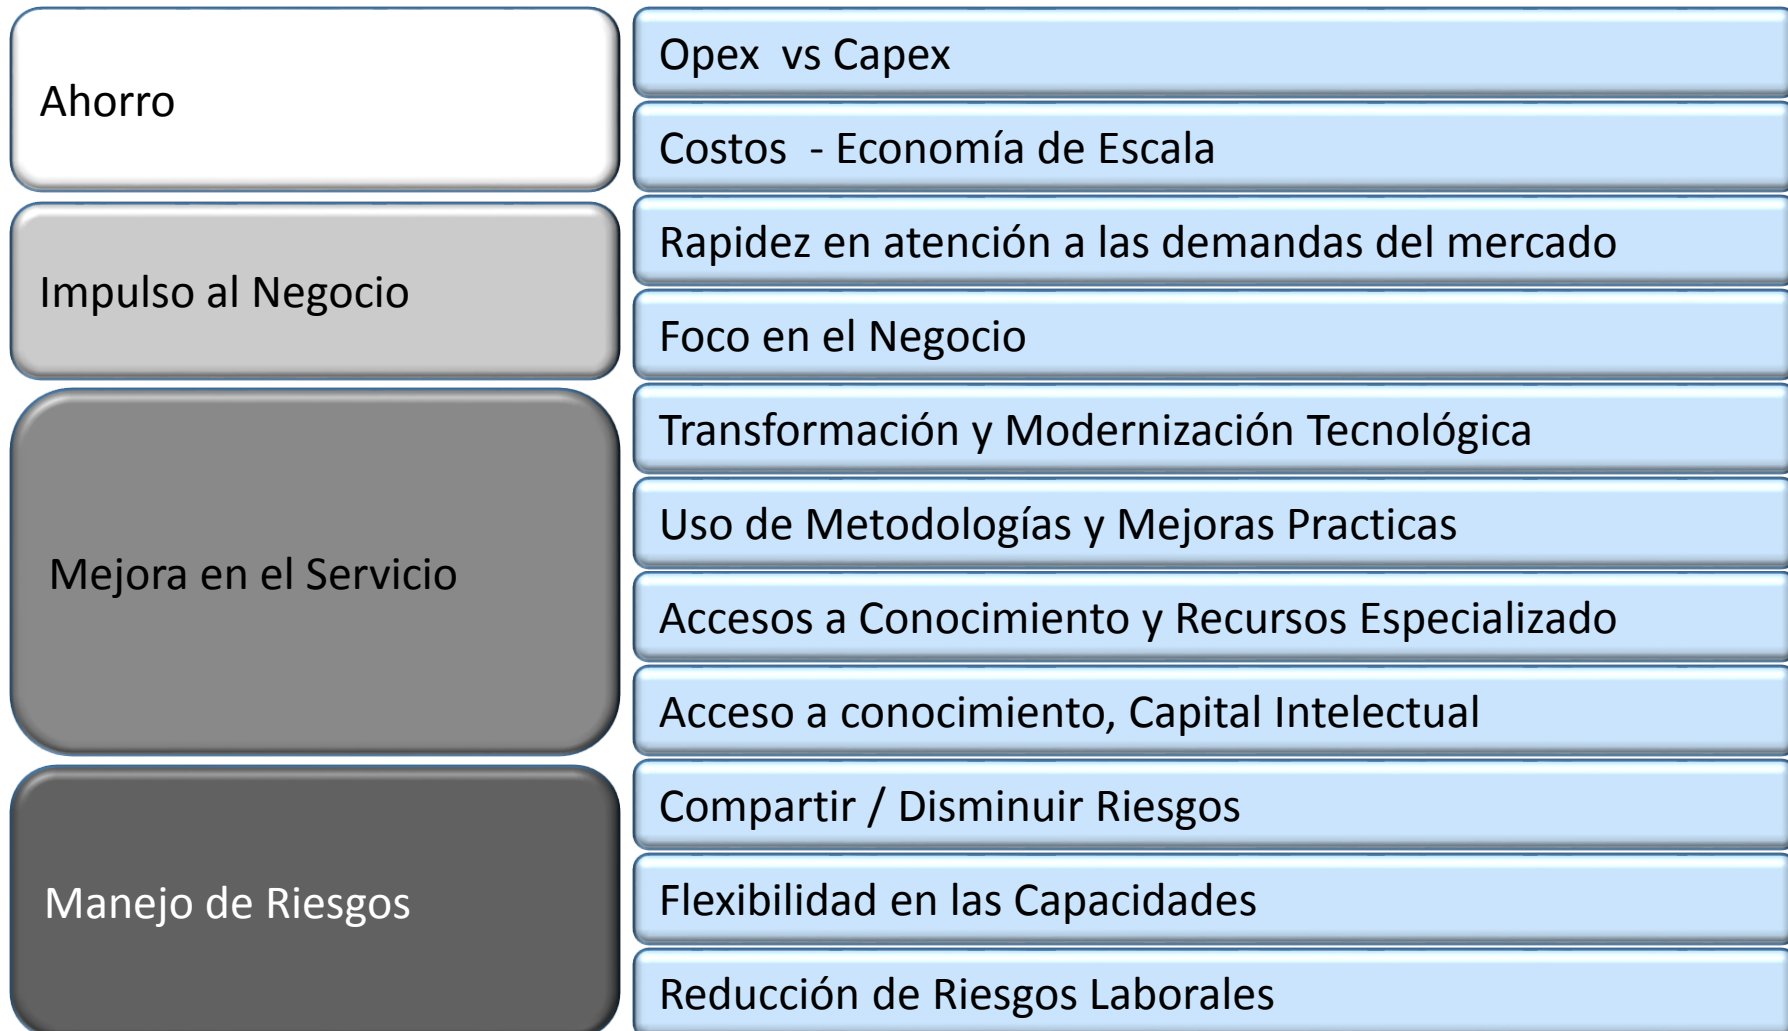 Ahorro
Opex vs Capex
Costos - Economía de Escala
Impulso al Negocio
Rapidez en atención a las demandas del mercado
Foco en el Negocio
Mejora en el Servicio
Transformación y Modernización Tecnológica
Uso de Metodologías y Mejoras Practicas
Accesos a Conocimiento y Recursos Especializado
Acceso a conocimiento, Capital Intelectual
Manejo de Riesgos
Compartir / Disminuir Riesgos
Flexibilidad en las Capacidades
Reducción de Riesgos Laborales